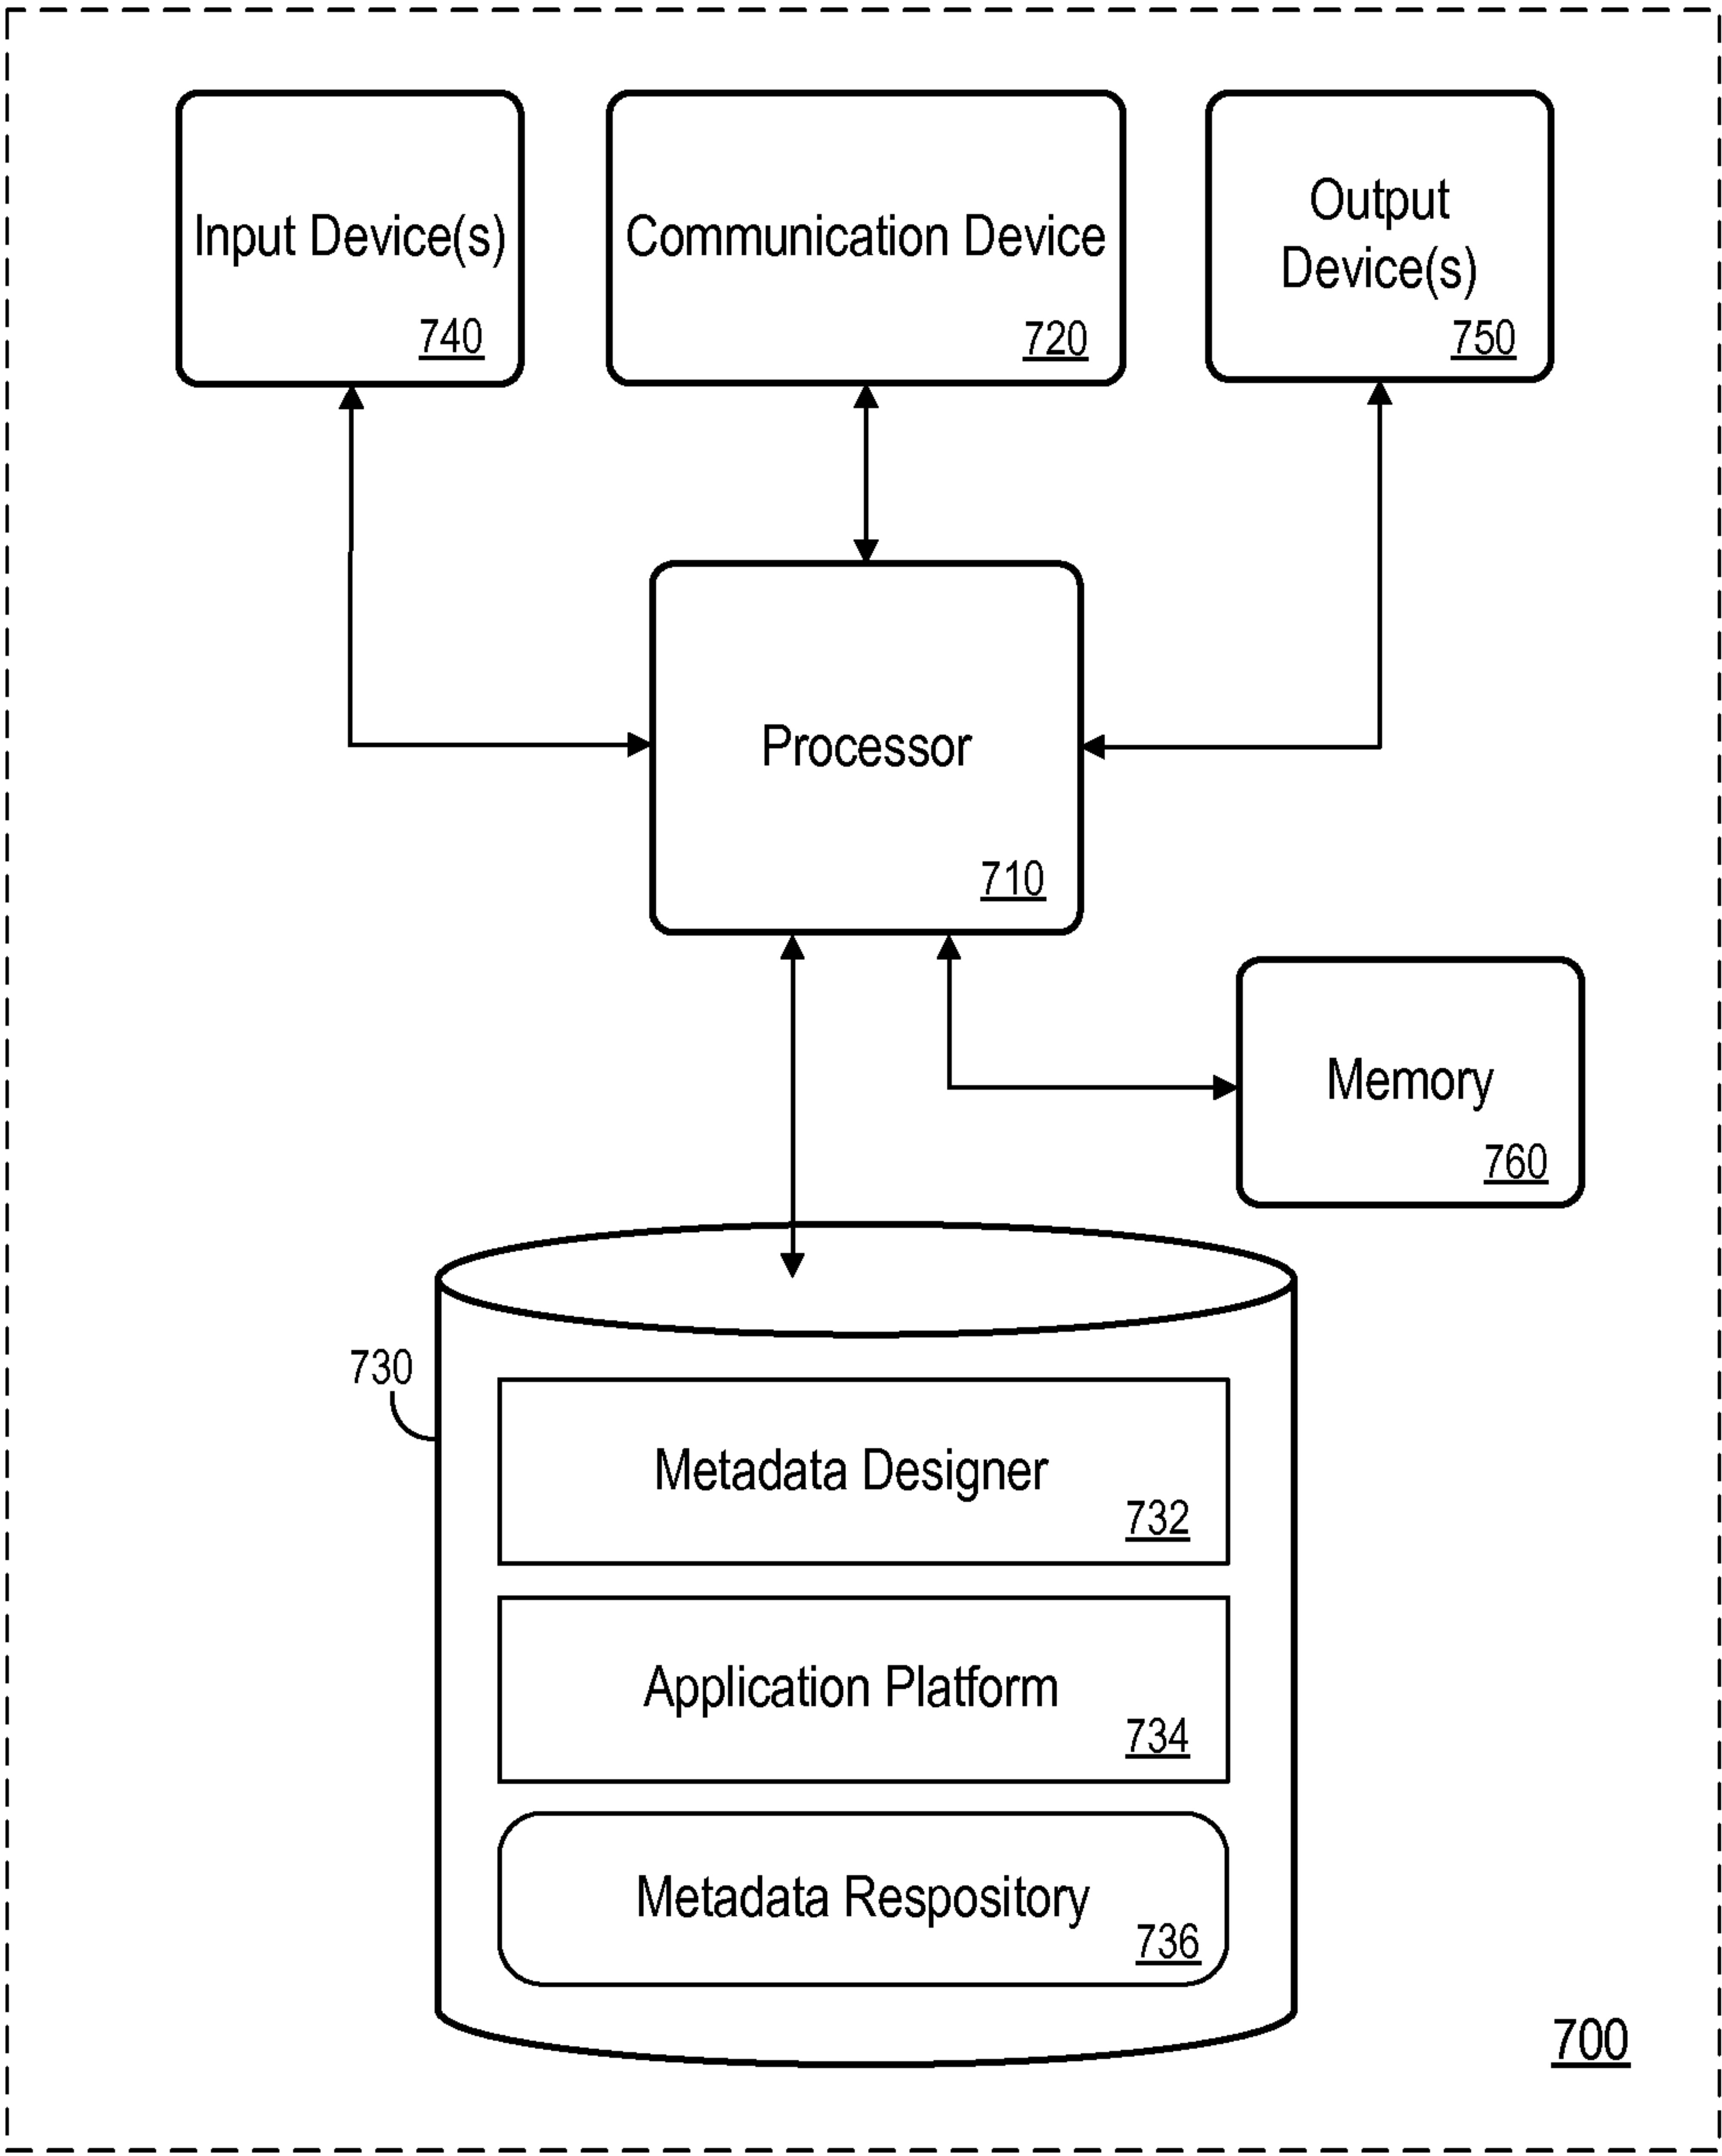 Input Device(s)
740
Communication Device
720
Output
Device(s)
750
Processor
710
Memory
760
730
Metadata Designer
732
Application Platform
734
Metadata Respository
736
700